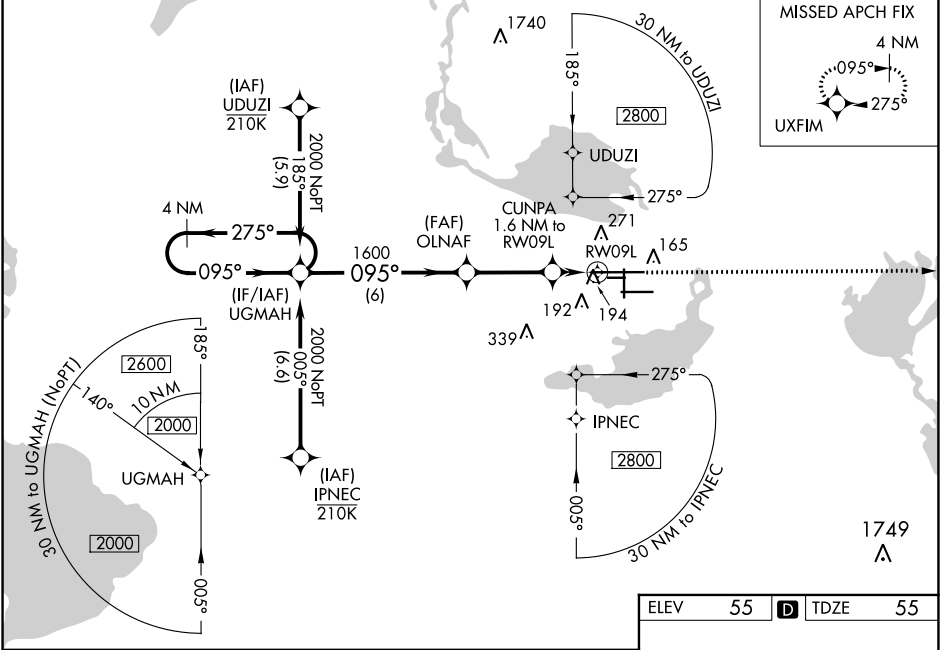 MISSED APCH FIX
4 NM
095°
275°
UXFIM
1740
30 NM to UDUZI
185°
2800
UDUZI
275°
(IAF)
UDUZI
210K
2000 NoPT
185°
(5.9)
4 NM
275°
095°
(IF/IAF)
UGMAH
1600
095°
(6)
(FAF)
OLNAF
CUNPA
1.6 NM to
RW09L
271
RW09L
165
192
194
339
2000 NoPT
005°
(6.6)
(IAF)
IPNEC
210K
30 NM to UGMAH (NoPT)
185°
2600
140°
10 NM
2000
UGMAH
2000
005°
275°
IPNEC
2800
005°
30 NM to IPNEC
1749
ELEV 55 D TDZE 55